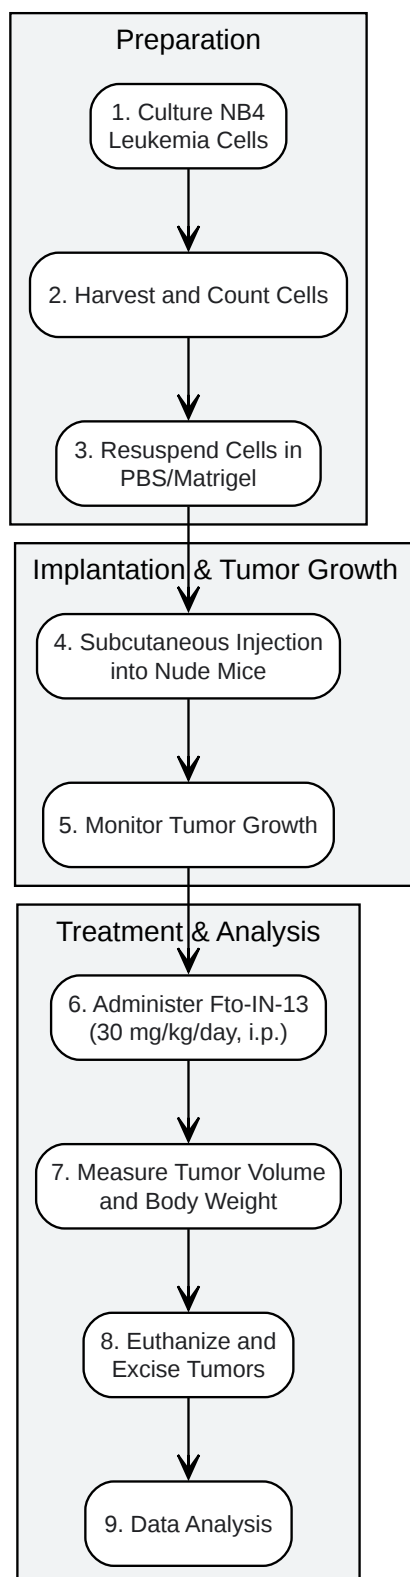 Preparation
1. Culture NB4
Leukemia Cells
2. Harvest and Count Cells
3. Resuspend Cells in
PBS/Matrigel
Implantation & Tumor Growth
4. Subcutaneous Injection
into Nude Mice
5. Monitor Tumor Growth
Treatment & Analysis
6. Administer Fto-IN-13
(30 mg/kg/day, i.p.)
7. Measure Tumor Volume
and Body Weight
8. Euthanize and
Excise Tumors
9. Data Analysis